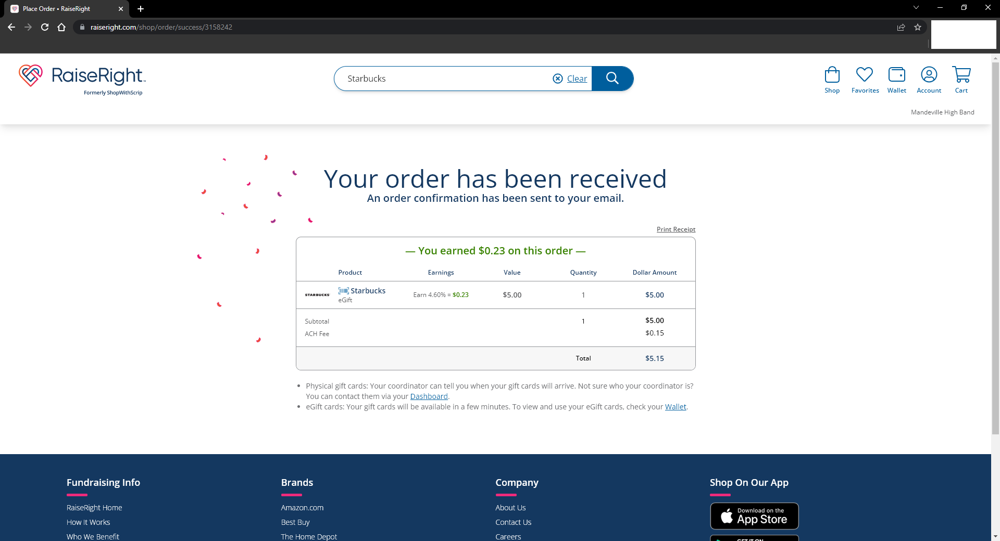 Place Order • RaiseRight
raiseright.com/shop/order/success/3158242
RaiseRight™
Formerly ShopWithScrip
Starbucks
Clear
Shop
Favorites
Wallet
Account
Cart
Mandeville High Band
Your order has been received
An order confirmation has been sent to your email.
Print Receipt
— You earned $0.23 on this order —
Product Earnings Value Quantity Dollar Amount
STARBUCKS Starbucks Earn 4.60% = $0.23 $5.00 1 $5.00
eGift
Subtotal 1 $5.00
ACH Fee $0.15
Total $5.15
• Physical gift cards: Your coordinator can tell you when your gift cards will arrive. Not sure who your coordinator is?
You can contact them via your Dashboard.
• eGift cards: Your gift cards will be available in a few minutes. To view and use your eGift cards, check your Wallet.
Fundraising Info
RaiseRight Home
How It Works
Who We Benefit
Brands
Amazon.com
Best Buy
The Home Depot
Company
About Us
Contact Us
Careers
Shop On Our App
Download on the
App Store
GET IT ON